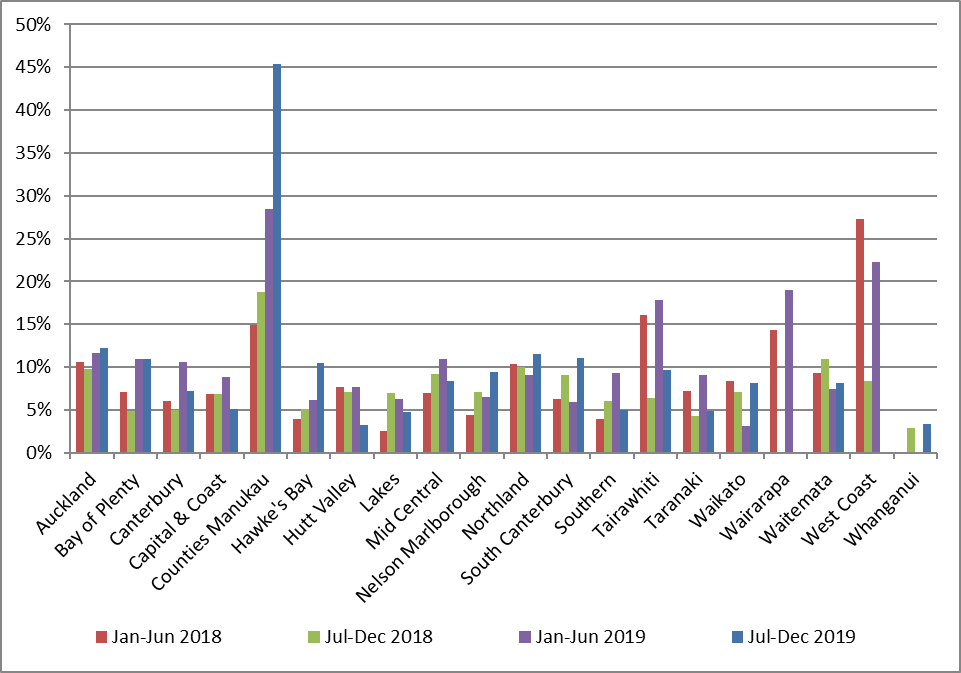 50%
45%
40%
35%
30%
25%
20%
15%
10%
5%
0%
Auckland
Bay of Plenty
Canterbury
Capital & Coast
Counties Manukau
Hawke's Bay
Hutt Valley
Lakes
Mid Central
Nelson Marlborough
Northland
South Canterbury
Southern
Tairawhiti
Taranaki
Waikato
Wairarapa
Waitemata
West Coast
Whanganui
Jan-Jun 2018 Jul-Dec 2018 Jan-Jun 2019 Jul-Dec 2019